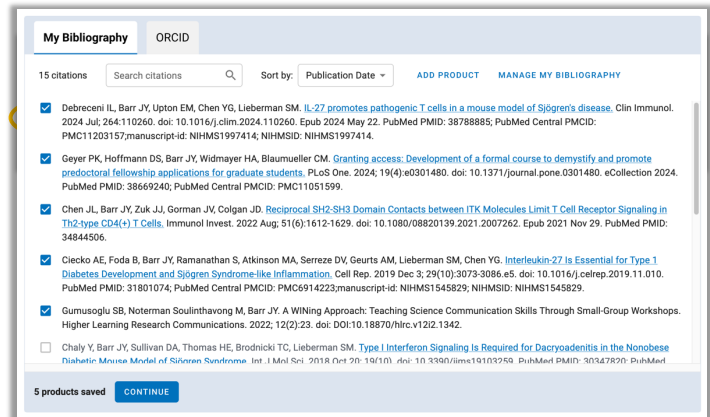 My Bibliography
ORCID
15 citations
Search citations
Sort by:
Publication Date
ADD PRODUCT
MANAGE MY BIBLIOGRAPHY
Debreceni IL, Barr JY, Upton EM, Chen YG, Lieberman SM. IL-27 promotes pathogenic T cells in a mouse model of Sjögren's disease. Clin Immunol.
2024 Jul; 264:110260. doi: 10.1016/j.clim.2024.110260. Epub 2024 May 22. PubMed PMID: 38788885; PubMed Central PMCID:
PMC11203157;manuscript-id: NIHMS1997414, NIHMSID: NIHMS1997414.
Geyer PK, Hoffmann DS, Barr JY, Widmayer HA, Blaumueller CM. Granting access: Development of a formal course to demystify and promote
predoctoral fellowship applications for graduate students. PLoS One. 2024; 19(4):e0301480. doi: 10.1371/journal.pone.0301480. eCollection 2024.
PubMed PMID: 38669240; PubMed Central PMCID: PMC11051599.
Chen JL, Barr JY, Zuk JJ, Gorman JV, Colgan JD. Reciprocal SH2-SH3 Domain Contacts between ITK Molecules Limit T Cell Receptor Signaling in
Th2-type CD4(+) T Cells. Immunol Invest. 2022 Aug; 51(6):1612-1629. doi: 10.1080/08820139.2021.2007262. Epub 2021 Nov 29. PubMed PMID:
34844506.
Ciecko AE, Foda B, Barr JY, Ramanathan S, Atkinson MA, Serreze DV, Geurts AM, Lieberman SM, Chen YG. Interleukin-27 Is Essential for Type 1
Diabetes Development and Sjögren Syndrome-like Inflammation. Cell Rep. 2019 Dec 3; 29(10):3073-3086.e5. doi: 10.1016/j.celrep.2019.11.010.
PubMed PMID: 31801074; PubMed Central PMCID: PMC6914223;manuscript-id: NIHMS1545829, NIHMSID: NIHMS1545829.
Gumusoglu SB, Noterman Soulinthavong M, Barr JY. A WINing Approach: Teaching Science Communication Skills Through Small-Group Workshops.
Higher Learning Research Communications. 2022; 12(2):23. doi: DOI:10.18870/hlrc.v12i2.1342.
Chaly Y, Barr JY, Sullivan DA, Thomas HE, Brodnicki TC, Lieberman SM. Type I Interferon Signaling Is Required for Dacryoadenitis in the Nonobese
Diabetic Mouse Model of Sjögren Syndrome. Int J Mol Sci. 2018 Oct 20; 19(10). doi: 10.3390/ijms19103259. PubMed PMID: 30347820; PubMed
5 products saved
CONTINUE